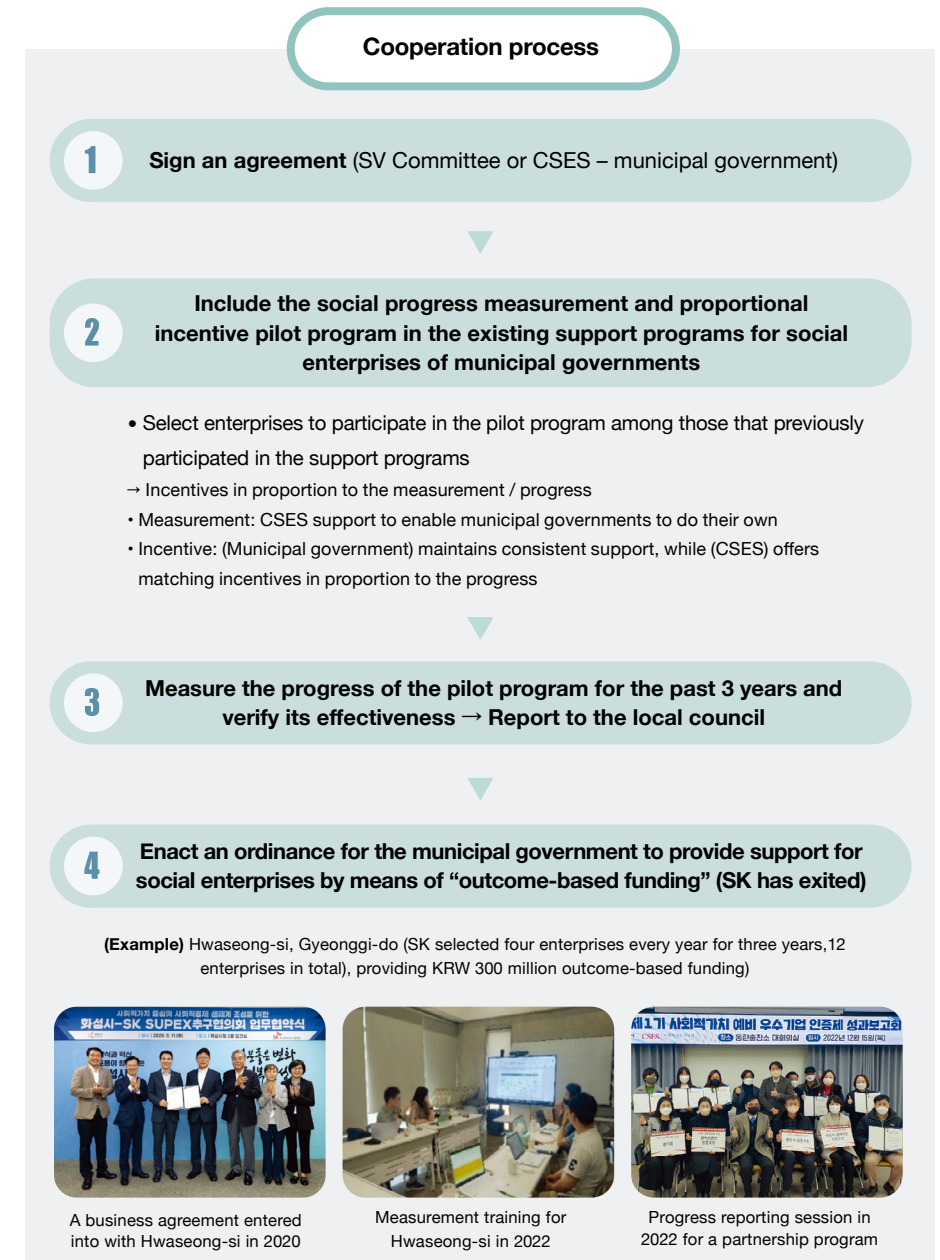 Cooperation process
1
Sign an agreement (SV Committee or CSES – municipal government)
2
Include the social progress measurement and proportional
incentive pilot program in the existing support programs for social
enterprises of municipal governments
• Select enterprises to participate in the pilot program among those that previously
participated in the support programs
→ Incentives in proportion to the measurement / progress
• Measurement: CSES support to enable municipal governments to do their own
• Incentive: (Municipal government) maintains consistent support, while (CSES) offers
matching incentives in proportion to the progress
3
Measure the progress of the pilot program for the past 3 years and
verify its effectiveness → Report to the local council
4
Enact an ordinance for the municipal government to provide support for
social enterprises by means of “outcome-based funding” (SK has exited)
(Example) Hwaseong-si, Gyeonggi-do (SK selected four enterprises every year for three years,12
enterprises in total), providing KRW 300 million outcome-based funding)
사회적가치 중심의 사회적경제 생태계 조성을 위한
화성시-SK SUPEX추구협의회 업무협약식
제1기 사회적가치 예비 우수기업 인증제 성과보고회
CSES 장소 동탄출장소 대회의실 일시 2022년 12월 15일(목)
A business agreement entered
into with Hwaseong-si in 2020
Measurement training for
Hwaseong-si in 2022
Progress reporting session in
2022 for a partnership program